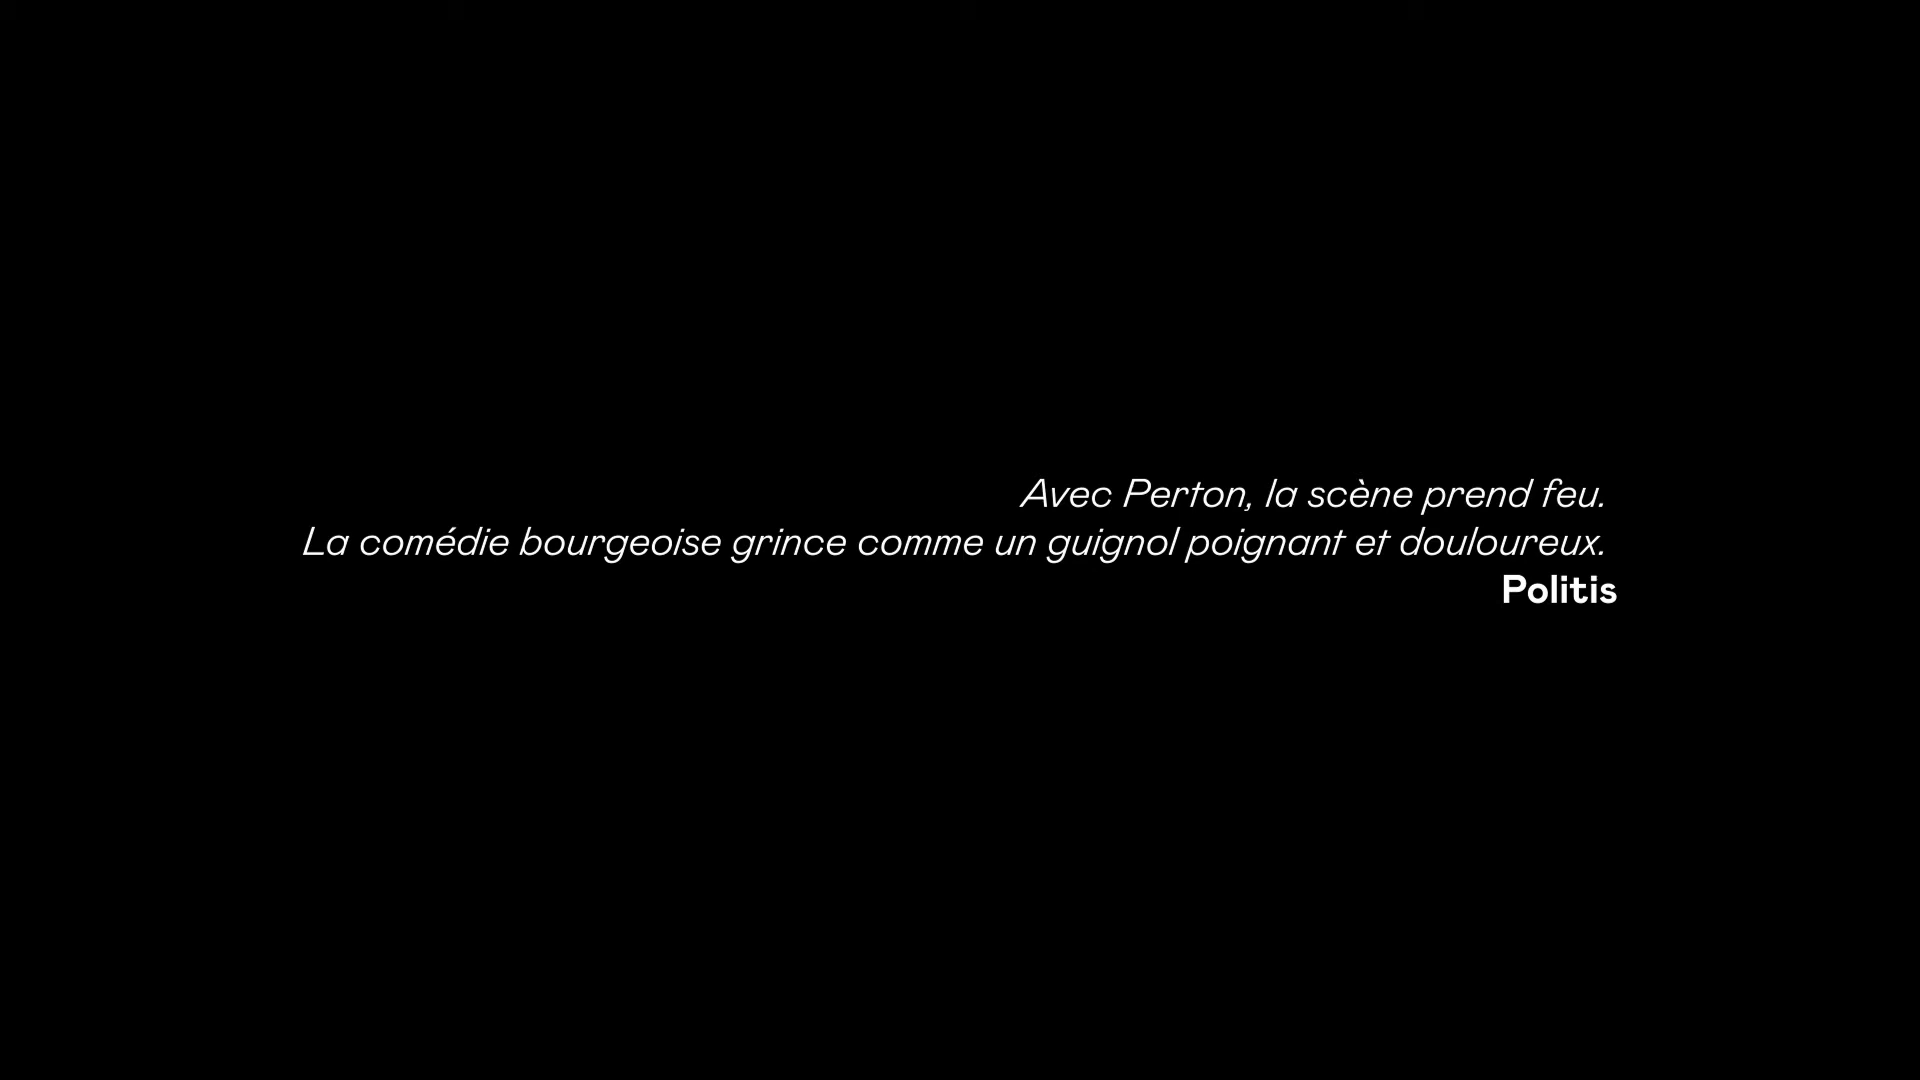 Avec Perton, la scène prend feu.
La comédie bourgeoise grince comme un guignol poignant et douloureux.
Politis